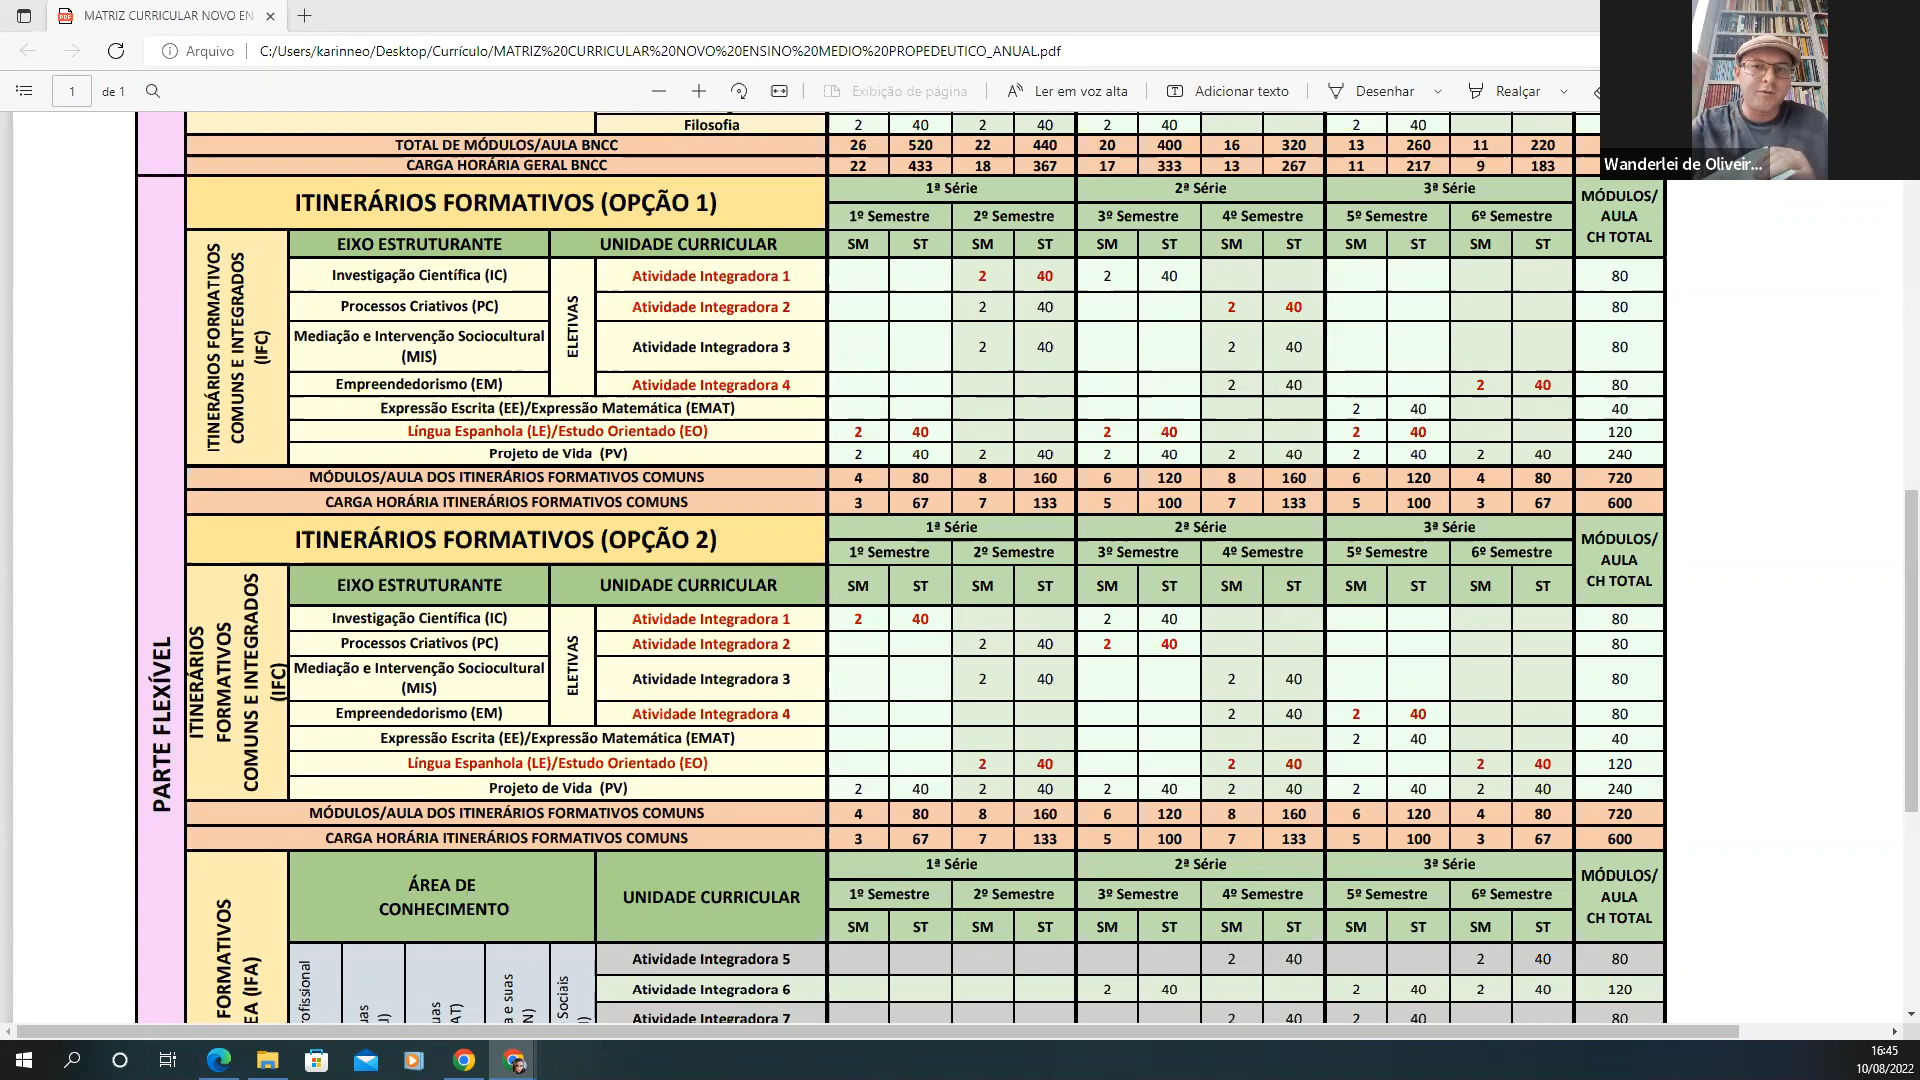 MATRIZ CURRICULAR NOVO EN
Arquivo C:/Users/karinneo/Desktop/Currículo/MATRIZ%20CURRICULAR%20NOVO%20ENSINO%20MEDIO%20PROPEDEUTICO_ANUAL.pdf
1 de 1 Exibição de página Ler em voz alta Adicionar texto Desenhar Realçar
Wanderlei de Oliveir...
Filosofia 2 40 2 40 2 40 2 40
TOTAL DE MÓDULOS/AULA BNCC 26 520 22 440 20 400 16 320 13 260 11 220
CARGA HORÁRIA GERAL BNCC 22 433 18 367 17 333 13 267 11 217 9 183
PARTE FLEXÍVEL
ITINERÁRIOS FORMATIVOS (OPÇÃO 1) 1ª Série 2ª Série 3ª Série MÓDULOS/ AULA CH TOTAL
1º Semestre 2º Semestre 3º Semestre 4º Semestre 5º Semestre 6º Semestre
ITINERÁRIOS FORMATIVOS COMUNS E INTEGRADOS (IFC)
EIXO ESTRUTURANTE UNIDADE CURRICULAR SM ST SM ST SM ST SM ST SM ST SM ST
ELETIVAS
Investigação Científica (IC) Atividade Integradora 1 2 40 2 40 80
Processos Criativos (PC) Atividade Integradora 2 2 40 2 40 80
Mediação e Intervenção Sociocultural (MIS) Atividade Integradora 3 2 40 2 40 80
Empreendedorismo (EM) Atividade Integradora 4 2 40 2 40 80
Expressão Escrita (EE)/Expressão Matemática (EMAT) 2 40 40
Língua Espanhola (LE)/Estudo Orientado (EO) 2 40 2 40 2 40 120
Projeto de Vida (PV) 2 40 2 40 2 40 2 40 2 40 2 40 240
MÓDULOS/AULA DOS ITINERÁRIOS FORMATIVOS COMUNS 4 80 8 160 6 120 8 160 6 120 4 80 720
CARGA HORÁRIA ITINERÁRIOS FORMATIVOS COMUNS 3 67 7 133 5 100 7 133 5 100 3 67 600
ITINERÁRIOS FORMATIVOS (OPÇÃO 2) 1ª Série 2ª Série 3ª Série MÓDULOS/ AULA CH TOTAL
1º Semestre 2º Semestre 3º Semestre 4º Semestre 5º Semestre 6º Semestre
ITINERÁRIOS FORMATIVOS COMUNS E INTEGRADOS (IFC)
EIXO ESTRUTURANTE UNIDADE CURRICULAR SM ST SM ST SM ST SM ST SM ST SM ST
ELETIVAS
Investigação Científica (IC) Atividade Integradora 1 2 40 2 40 80
Processos Criativos (PC) Atividade Integradora 2 2 40 2 40 80
Mediação e Intervenção Sociocultural (MIS) Atividade Integradora 3 2 40 2 40 80
Empreendedorismo (EM) Atividade Integradora 4 2 40 2 40 80
Expressão Escrita (EE)/Expressão Matemática (EMAT) 2 40 40
Língua Espanhola (LE)/Estudo Orientado (EO) 2 40 2 40 2 40 120
Projeto de Vida (PV) 2 40 2 40 2 40 2 40 2 40 2 40 240
MÓDULOS/AULA DOS ITINERÁRIOS FORMATIVOS COMUNS 4 80 8 160 6 120 8 160 6 120 4 80 720
CARGA HORÁRIA ITINERÁRIOS FORMATIVOS COMUNS 3 67 7 133 5 100 7 133 5 100 3 67 600
ÁREA DE CONHECIMENTO UNIDADE CURRICULAR 1ª Série 2ª Série 3ª Série MÓDULOS/ AULA CH TOTAL
1º Semestre 2º Semestre 3º Semestre 4º Semestre 5º Semestre 6º Semestre
SM ST SM ST SM ST SM ST SM ST SM ST
FORMATIVOS
EA (IFA)
ofissional
uas
uas
AT)
a e suas
N)
Sociais
Atividade Integradora 5 2 40 2 40 80
Atividade Integradora 6 2 40 2 40 2 40 120
Atividade Integradora 7 2 40 2 40 80
16:45
10/08/2022